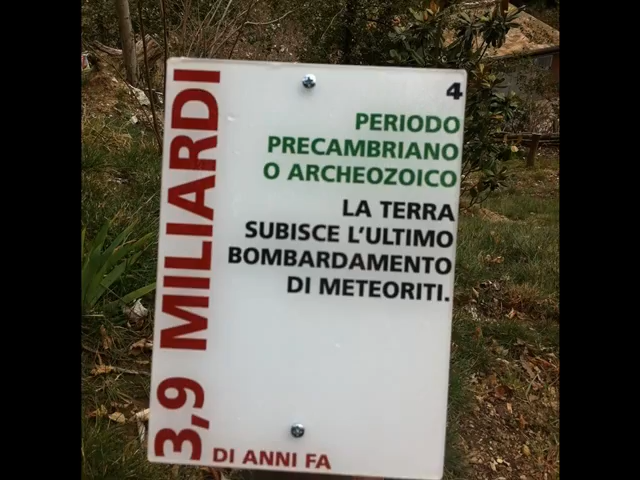 4
PERIODO
PRECAMBRIANO
O ARCHEOZOICO
LA TERRA
SUBISCE L'ULTIMO
BOMBARDAMENTO
DI METEORITI.
3,9 MILIARDI
DI ANNI FA